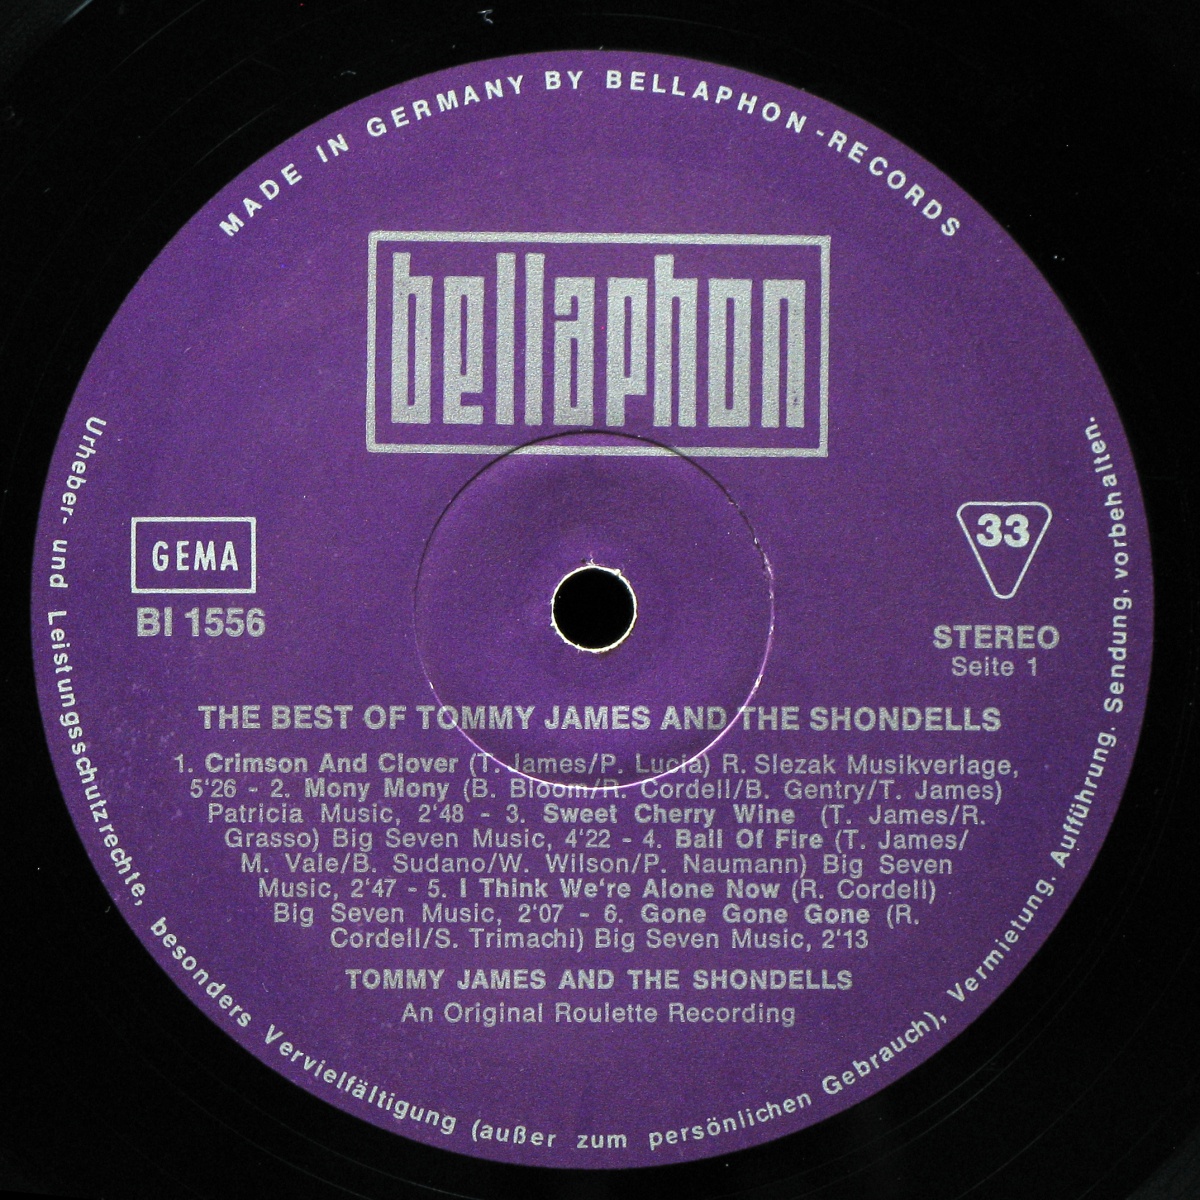 MADE IN GERMANY BY BELLAPHON-RECORDS
bellaphon
GEMA
BI 1556
33
STEREO
Seite 1
THE BEST OF TOMMY JAMES AND THE SHONDELLS
1. Crimson And Clover (T. James/P. Lucia) R. Slezak Musikverlage,
5'26 - 2. Mony Mony (B. Bloom/R. Cordell/B. Gentry/T. James)
Patricia Music, 2'48 - 3. Sweet Cherry Wine (T. James/R.
Grasso) Big Seven Music, 4'22 - 4. Ball Of Fire (T. James/
M. Vale/B. Sudano/W. Wilson/P. Naumann) Big Seven
Music, 2'47 - 5. I Think We're Alone Now (R. Cordell)
Big Seven Music, 2'07 - 6. Gone Gone Gone (R.
Cordell/S. Trimachi) Big Seven Music, 2'13
TOMMY JAMES AND THE SHONDELLS
An Original Roulette Recording
Urheber- und Leistungsschutzrechte, besonders Vervielfältigung (außer zum persönlichen Gebrauch), Vermietung. Aufführung. Sendung, vorbehalten.